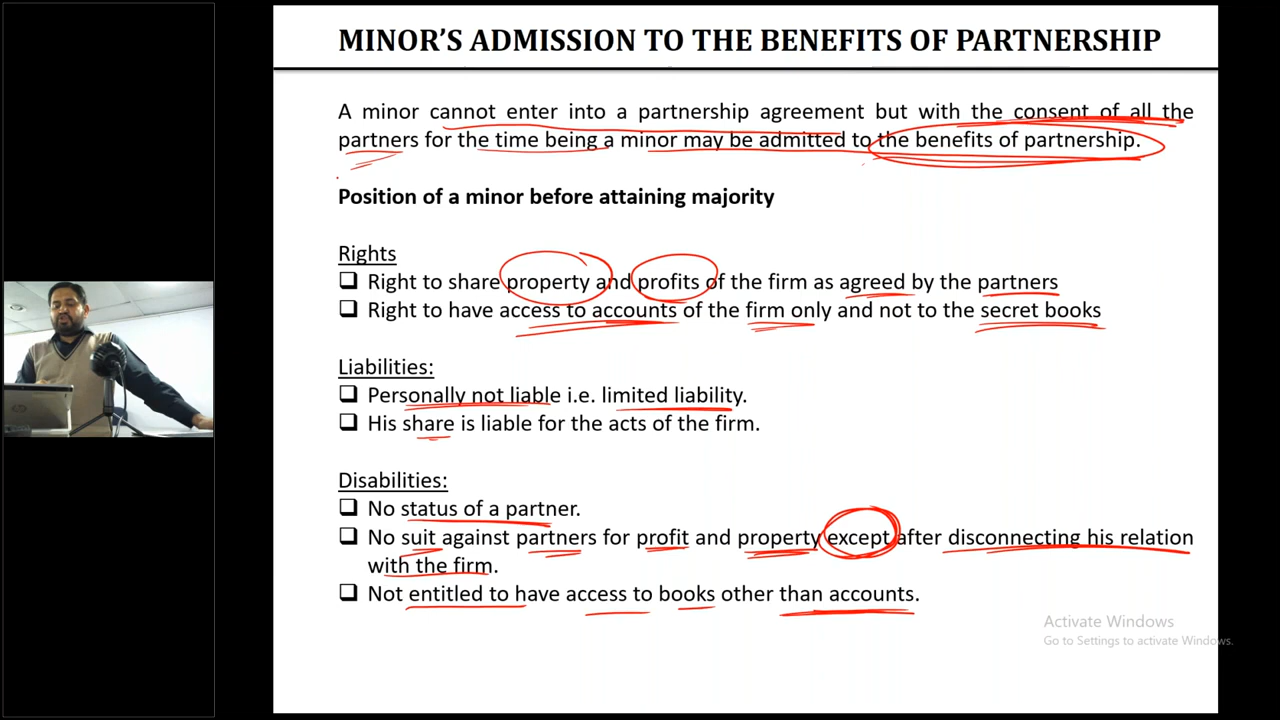 MINOR'S ADMISSION TO THE BENEFITS OF PARTNERSHIP
A minor cannot enter into a partnership agreement but with the consent of all the
partners for the time being a minor may be admitted to the benefits of partnership.
Position of a minor before attaining majority
Rights
❑ Right to share property and profits of the firm as agreed by the partners
❑ Right to have access to accounts of the firm only and not to the secret books
Liabilities:
❑ Personally not liable i.e. limited liability.
❑ His share is liable for the acts of the firm.
Disabilities:
❑ No status of a partner.
❑ No suit against partners for profit and property except after disconnecting his relation
with the firm.
❑ Not entitled to have access to books other than accounts.
Activate Windows
Go to Settings to activate Windows.